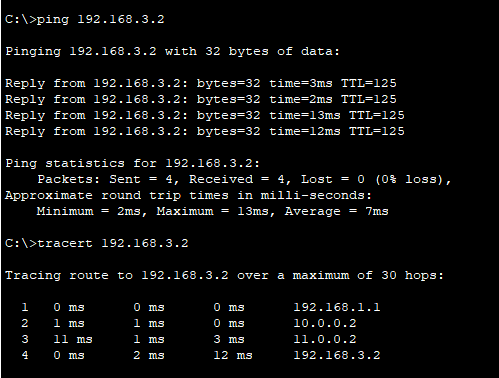 C:\>ping 192.168.3.2
Pinging 192.168.3.2 with 32 bytes of data:
Reply from 192.168.3.2: bytes=32 time=3ms TTL=125
Reply from 192.168.3.2: bytes=32 time=2ms TTL=125
Reply from 192.168.3.2: bytes=32 time=13ms TTL=125
Reply from 192.168.3.2: bytes=32 time=12ms TTL=125
Ping statistics for 192.168.3.2:
    Packets: Sent = 4, Received = 4, Lost = 0 (0% loss),
Approximate round trip times in milli-seconds:
    Minimum = 2ms, Maximum = 13ms, Average = 7ms
C:\>tracert 192.168.3.2
Tracing route to 192.168.3.2 over a maximum of 30 hops:
  1   0 ms      0 ms      0 ms      192.168.1.1
  2   1 ms      1 ms      0 ms      10.0.0.2
  3   11 ms     1 ms      3 ms      11.0.0.2
  4   0 ms      2 ms      12 ms     192.168.3.2